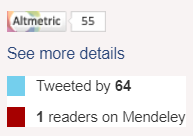 Altmetric 55
See more details
Tweeted by 64
1 readers on Mendeley